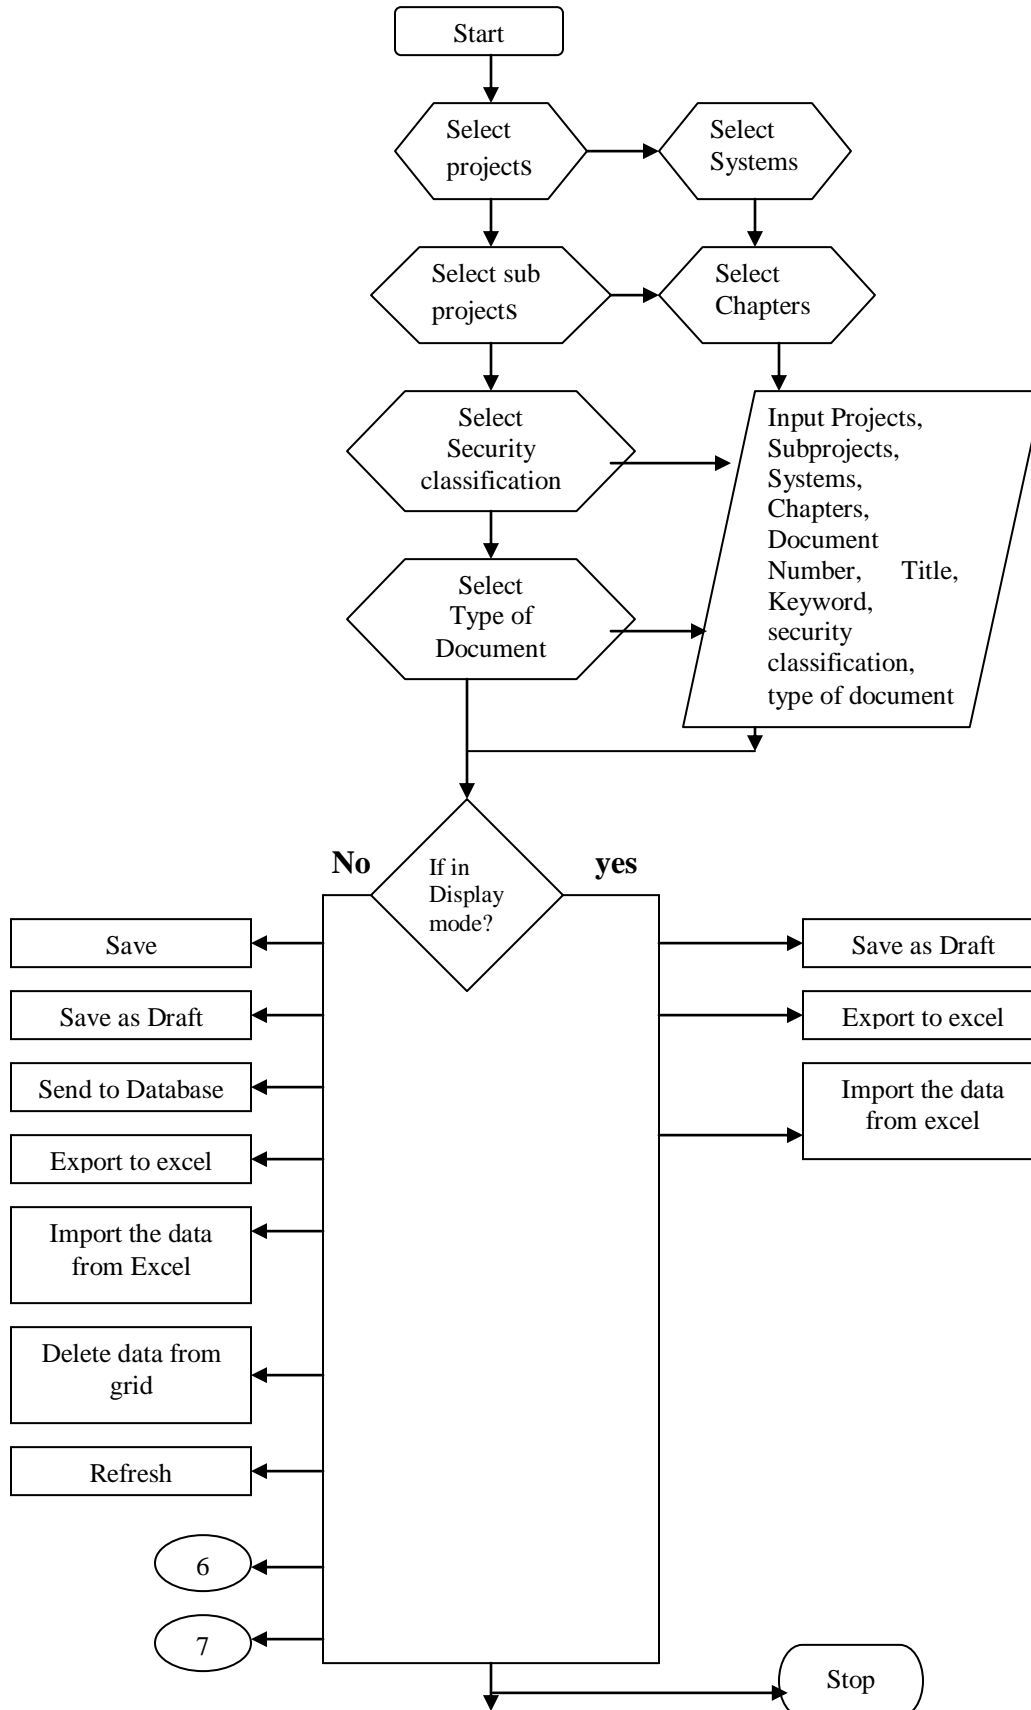 Start
Select
projects
Select
Systems
Select sub
projects
Select
Chapters
Select
Security
classification
Input Projects,
Subprojects,
Systems,
Chapters,
Document
Number, Title,
Keyword,
security
classification,
type of document
Select
Type of
Document
No
If in
Display
mode?
yes
Save
Save as Draft
Send to Database
Export to excel
Import the data
from Excel
Delete data from
grid
Refresh
6
7
Save as Draft
Export to excel
Import the data
from excel
Stop